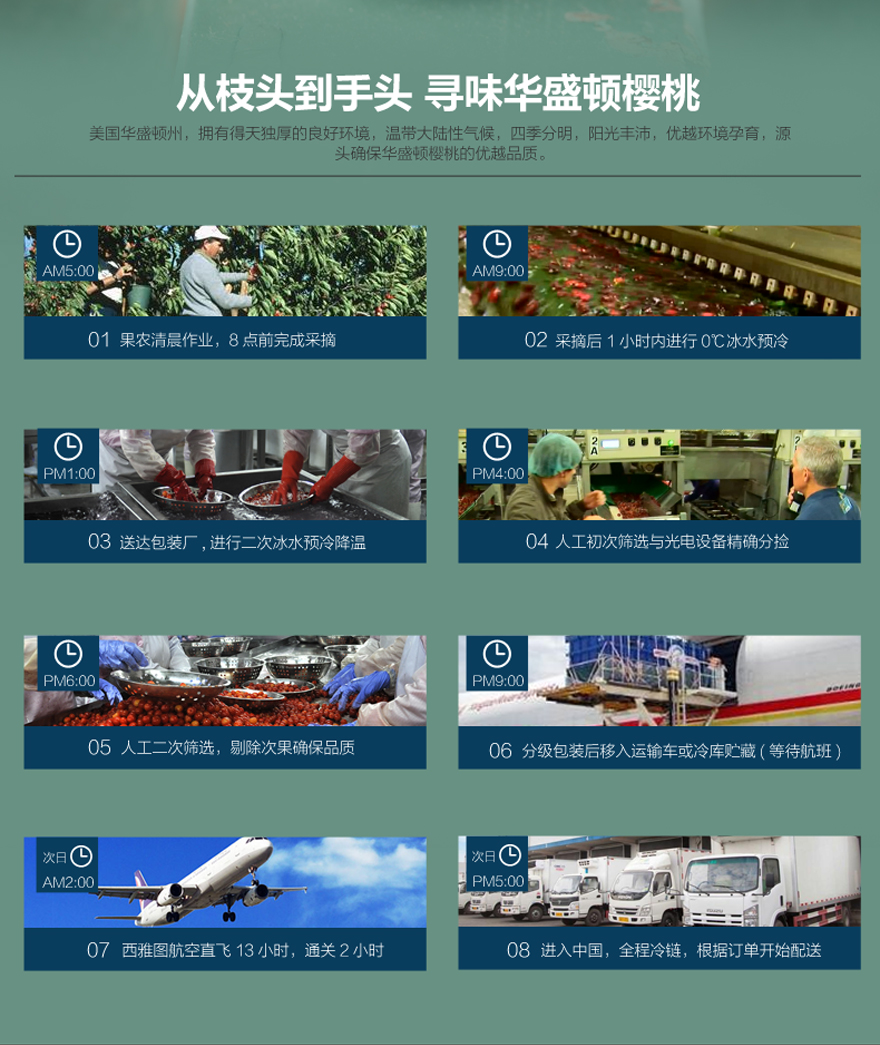 从枝头到手头 寻味华盛顿樱桃
美国华盛顿州，拥有得天独厚的良好环境，温带大陆性气候，四季分明，阳光丰沛，优越环境孕育，源
头确保华盛顿樱桃的优越品质。
AM5:00
01 果农清晨作业，8 点前完成采摘
AM9:00
02 采摘后 1 小时内进行 0℃ 冰水预冷
PM1:00
03 送达包装厂 , 进行二次冰水预冷降温
2
A
2
PM4:00
04 人工初次筛选与光电设备精确分捡
PM6:00
05 人工二次筛选，剔除次果确保品质
BOEING
PM9:00
06 分级包装后移入运输车或冷库贮藏 ( 等待航班 )
次日
AM2:00
07 西雅图航空直飞 13 小时，通关 2 小时
次日
PM5:00
08 进入中国，全程冷链，根据订单开始配送